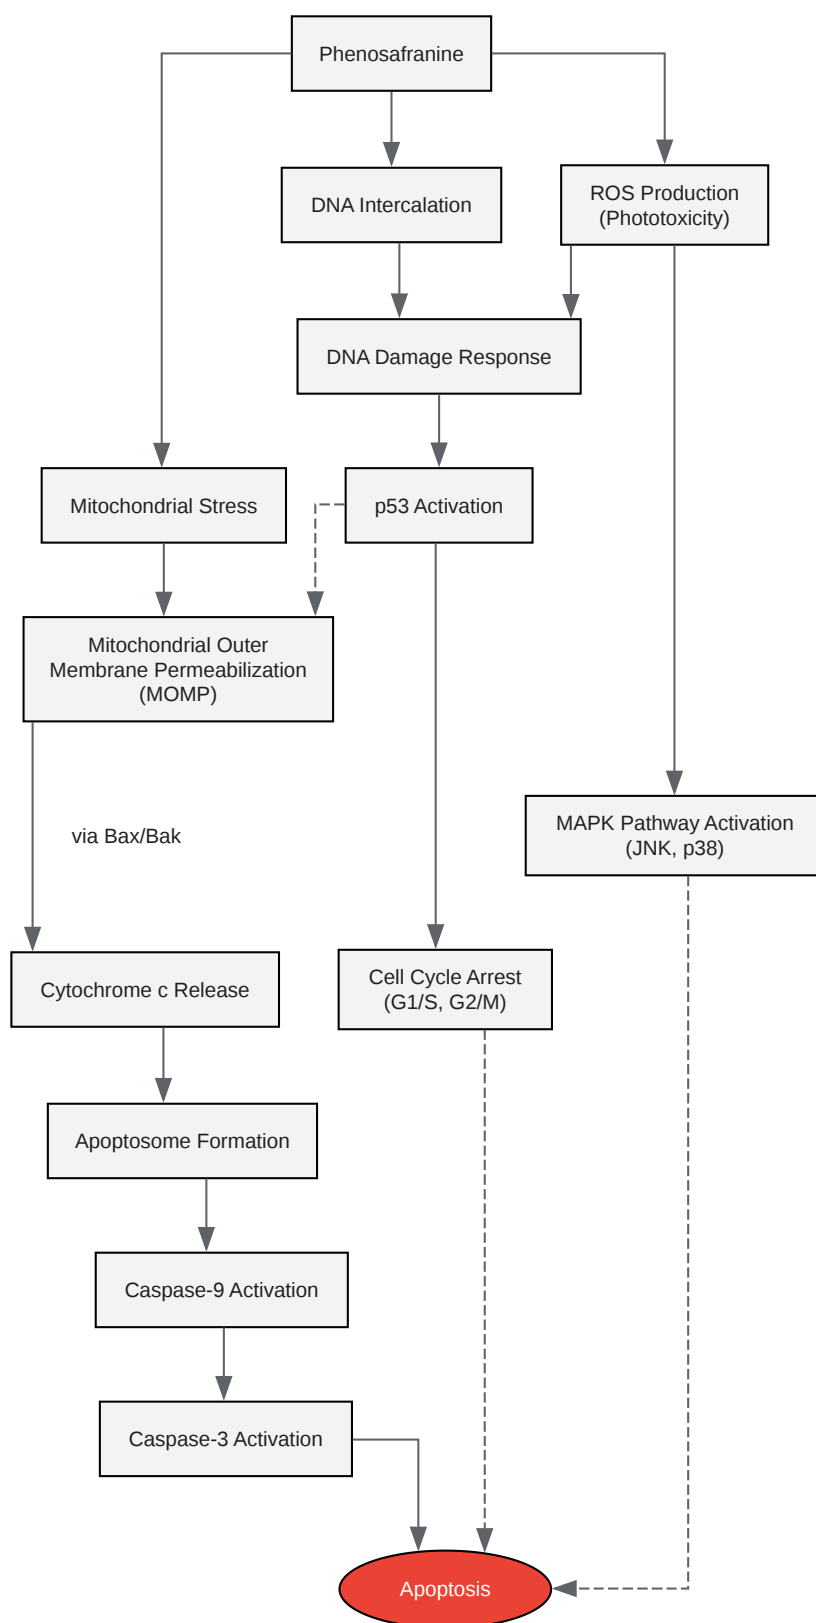 Phenosafranine
DNA Intercalation
ROS Production
(Phototoxicity)
DNA Damage Response
Mitochondrial Stress
p53 Activation
Mitochondrial Outer
Membrane Permeabilization
(MOMP)
via Bax/Bak
MAPK Pathway Activation
(JNK, p38)
Cytochrome c Release
Cell Cycle Arrest
(G1/S, G2/M)
Apoptosome Formation
Caspase-9 Activation
Caspase-3 Activation
Apoptosis